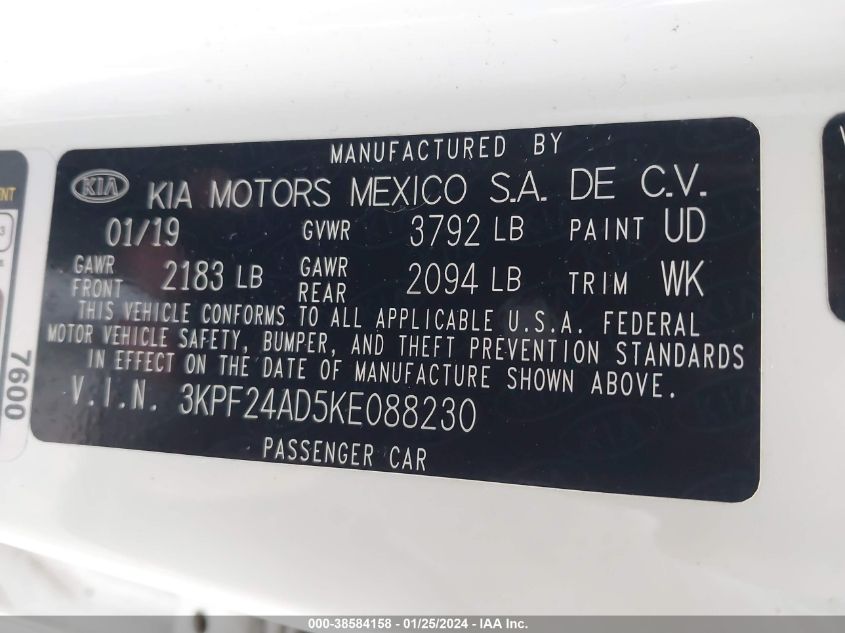 MANUFACTURED BY
KIA KIA MOTORS MEXICO S.A. DE C.V.
01/19 GVWR 3792 LB PAINT UD
GAWR FRONT 2183 LB GAWR REAR 2094 LB TRIM WK
THIS VEHICLE CONFORMS TO ALL APPLICABLE U.S.A. FEDERAL
MOTOR VEHICLE SAFETY, BUMPER, AND THEFT PREVENTION STANDARDS
IN EFFECT ON THE DATE OF MANUFACTURE SHOWN ABOVE.
V.I.N. 3KPF24AD5KE088230
PASSENGER CAR
7600
000-38584158 - 01/25/2024 - IAA Inc.